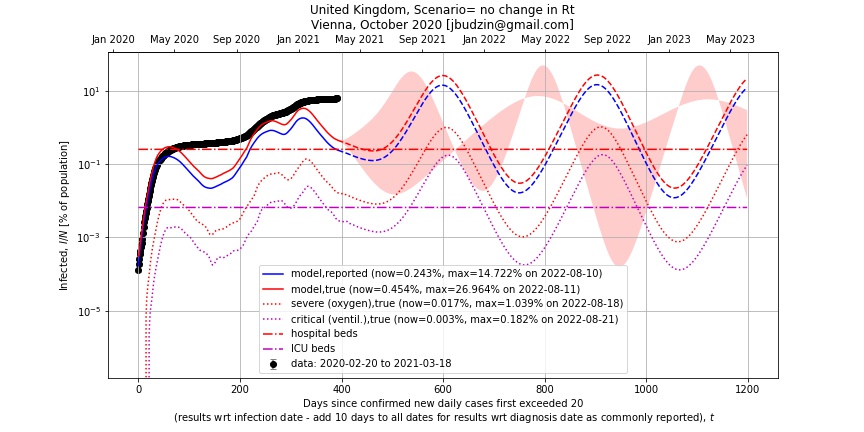 United Kingdom, Scenario= no change in Rt
Vienna, October 2020 [jbudzin@gmail.com]
Jan 2020 May 2020 Sep 2020 Jan 2021 May 2021 Sep 2021 Jan 2022 May 2022 Sep 2022 Jan 2023 May 2023
10¹
10⁻¹
10⁻³
10⁻⁵
Infected, I/N [% of population]
model,reported (now=0.243%, max=14.722% on 2022-08-10)
model,true (now=0.454%, max=26.964% on 2022-08-11)
severe (oxygen),true (now=0.017%, max=1.039% on 2022-08-18)
critical (ventil.),true (now=0.003%, max=0.182% on 2022-08-21)
hospital beds
ICU beds
data: 2020-02-20 to 2021-03-18
0 200 400 600 800 1000 1200
Days since confirmed new daily cases first exceeded 20
(results wrt infection date - add 10 days to all dates for results wrt diagnosis date as commonly reported), t